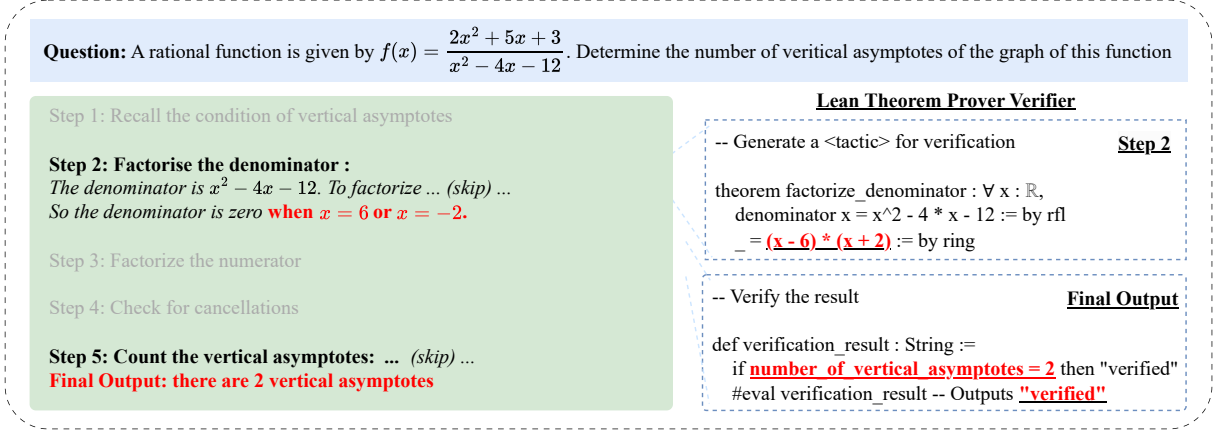 Question: A rational function is given by f(x) = \frac{2x^2 + 5x + 3}{x^2 - 4x - 12}. Determine the number of veritical asymptotes of the graph of this function
Step 1: Recall the condition of vertical asymptotes
Step 2: Factorise the denominator :
The denominator is x² − 4x − 12. To factorize ... (skip) ...
So the denominator is zero when x = 6 or x = −2.
Step 3: Factorize the numerator
Step 4: Check for cancellations
Step 5: Count the vertical asymptotes: ... (skip) ...
Final Output: there are 2 vertical asymptotes
Lean Theorem Prover Verifier
-- Generate a <tactic> for verification Step 2
theorem factorize_denominator : ∀ x : ℝ,
denominator x = x^2 - 4 * x - 12 := by rfl
_ = (x - 6) * (x + 2) := by ring
-- Verify the result Final Output
def verification_result : String :=
if number_of_vertical_asymptotes = 2 then "verified"
#eval verification_result -- Outputs "verified"